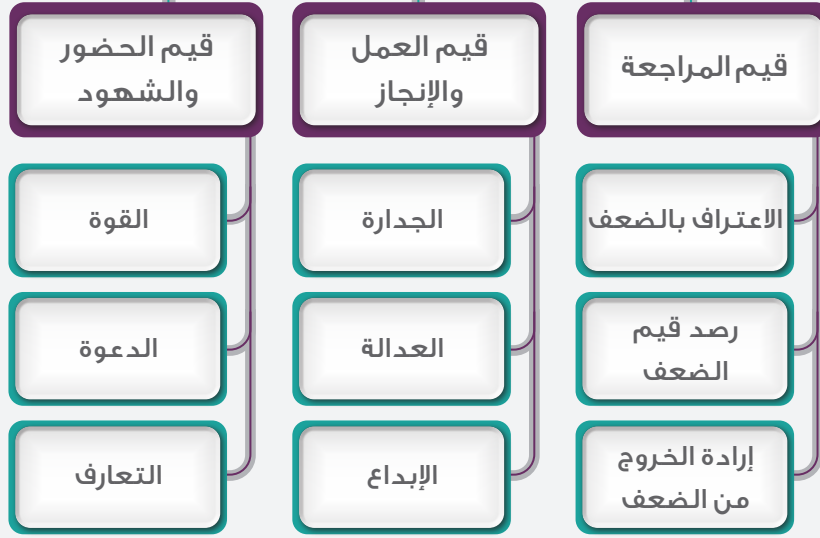 قيم المراجعة
الاعتراف بالضعف
رصد قيم
الضعف
إرادة الخروج
من الضعف
قيم العمل
والإنجاز
الجدارة
العدالة
الإبداع
قيم الحضور
والشهود
القوة
الدعوة
التعارف